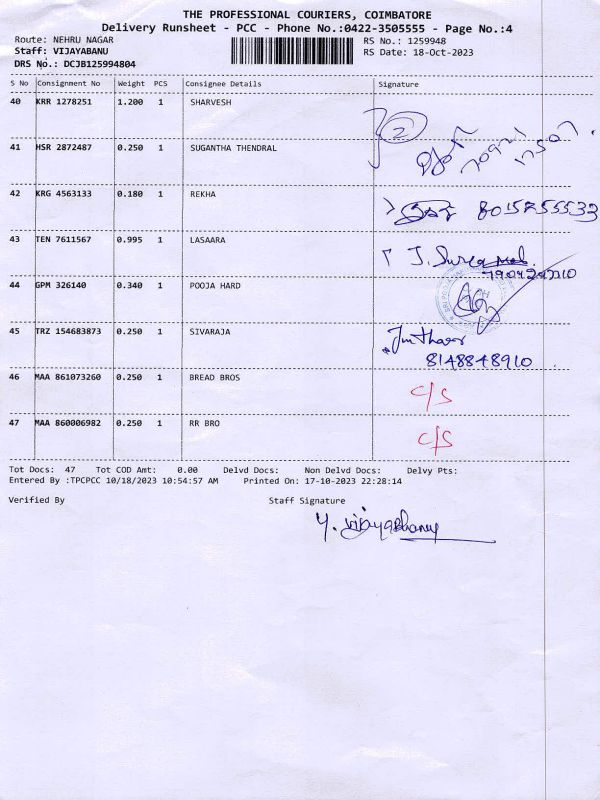 THE PROFESSIONAL COURIERS, COIMBATORE
Delivery Runsheet - PCC - Phone No.:0422-3505555 - Page No.:4
Route: NEHRU NAGAR
RS No.: 1259948
Staff: VIJAYABANU
RS Date: 18-Oct-2023
DRS No.: DCJB125994804
S No Consignment No Weight PCS Consignee Details Signature
40 KRR 1278251 1.200 1 SHARVESH
2
41 HSR 2872487 0.250 1 SUGANTHA THENDRAL
42 KRG 4563133 0.180 1 REKHA
43 TEN 7611567 0.995 1 LASAARA
44 GPM 326140 0.340 1 POOJA HARD
45 TRZ 154683873 0.250 1 SIVARAJA
8148848910
46 MAA 861073260 0.250 1 BREAD BROS c/s
47 MAA 860006982 0.250 1 RR BRO c/s
Tot Docs: 47 Tot COD Amt: 0.00 Delvd Docs: Non Delvd Docs: Delvy Pts:
Entered By :TPCPCC 10/18/2023 10:54:57 AM Printed On: 17-10-2023 22:28:14
Verified By Staff Signature
Y. Vijayabhanu